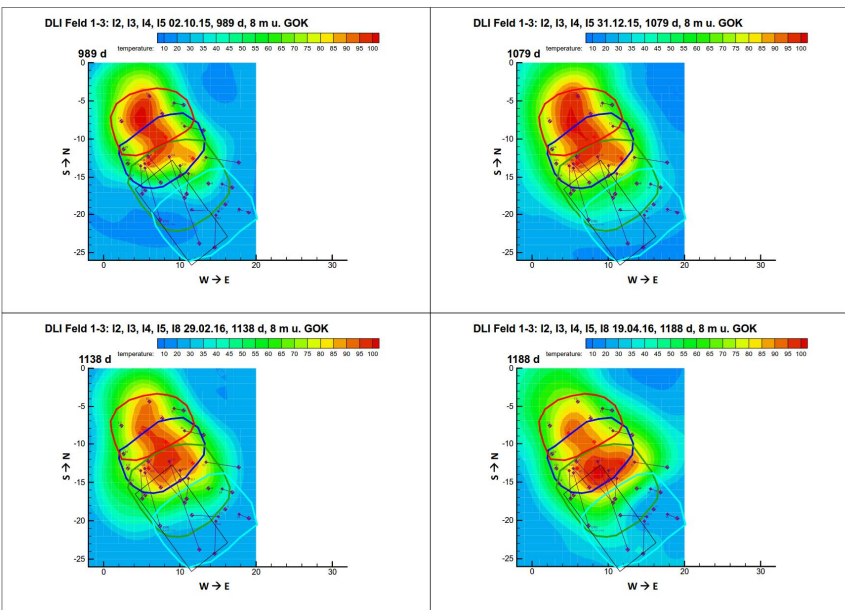 DLI Feld 1-3: I2, I3, I4, I5 02.10.15, 989 d, 8 m u. GOK
temperature: 10 20 30 35 40 45 50 55 60 65 70 75 80 85 90 95 100
989 d
0
-5
-10
-15
-20
-25
S → N
0 10 20 30
W → E
DLI Feld 1-3: I2, I3, I4, I5 31.12.15, 1079 d, 8 m u. GOK
temperature: 10 20 30 35 40 45 50 55 60 65 70 75 80 85 90 95 100
1079 d
0
-5
-10
-15
-20
-25
S → N
0 10 20 30
W → E
DLI Feld 1-3: I2, I3, I4, I5, I8 29.02.16, 1138 d, 8 m u. GOK
temperature: 10 20 30 35 40 45 50 55 60 65 70 75 80 85 90 95 100
1138 d
0
-5
-10
-15
-20
-25
S → N
0 10 20 30
W → E
DLI Feld 1-3: I2, I3, I4, I5, I8 19.04.16, 1188 d, 8 m u. GOK
temperature: 10 20 30 35 40 45 50 55 60 65 70 75 80 85 90 95 100
1188 d
0
-5
-10
-15
-20
-25
S → N
0 10 20 30
W → E